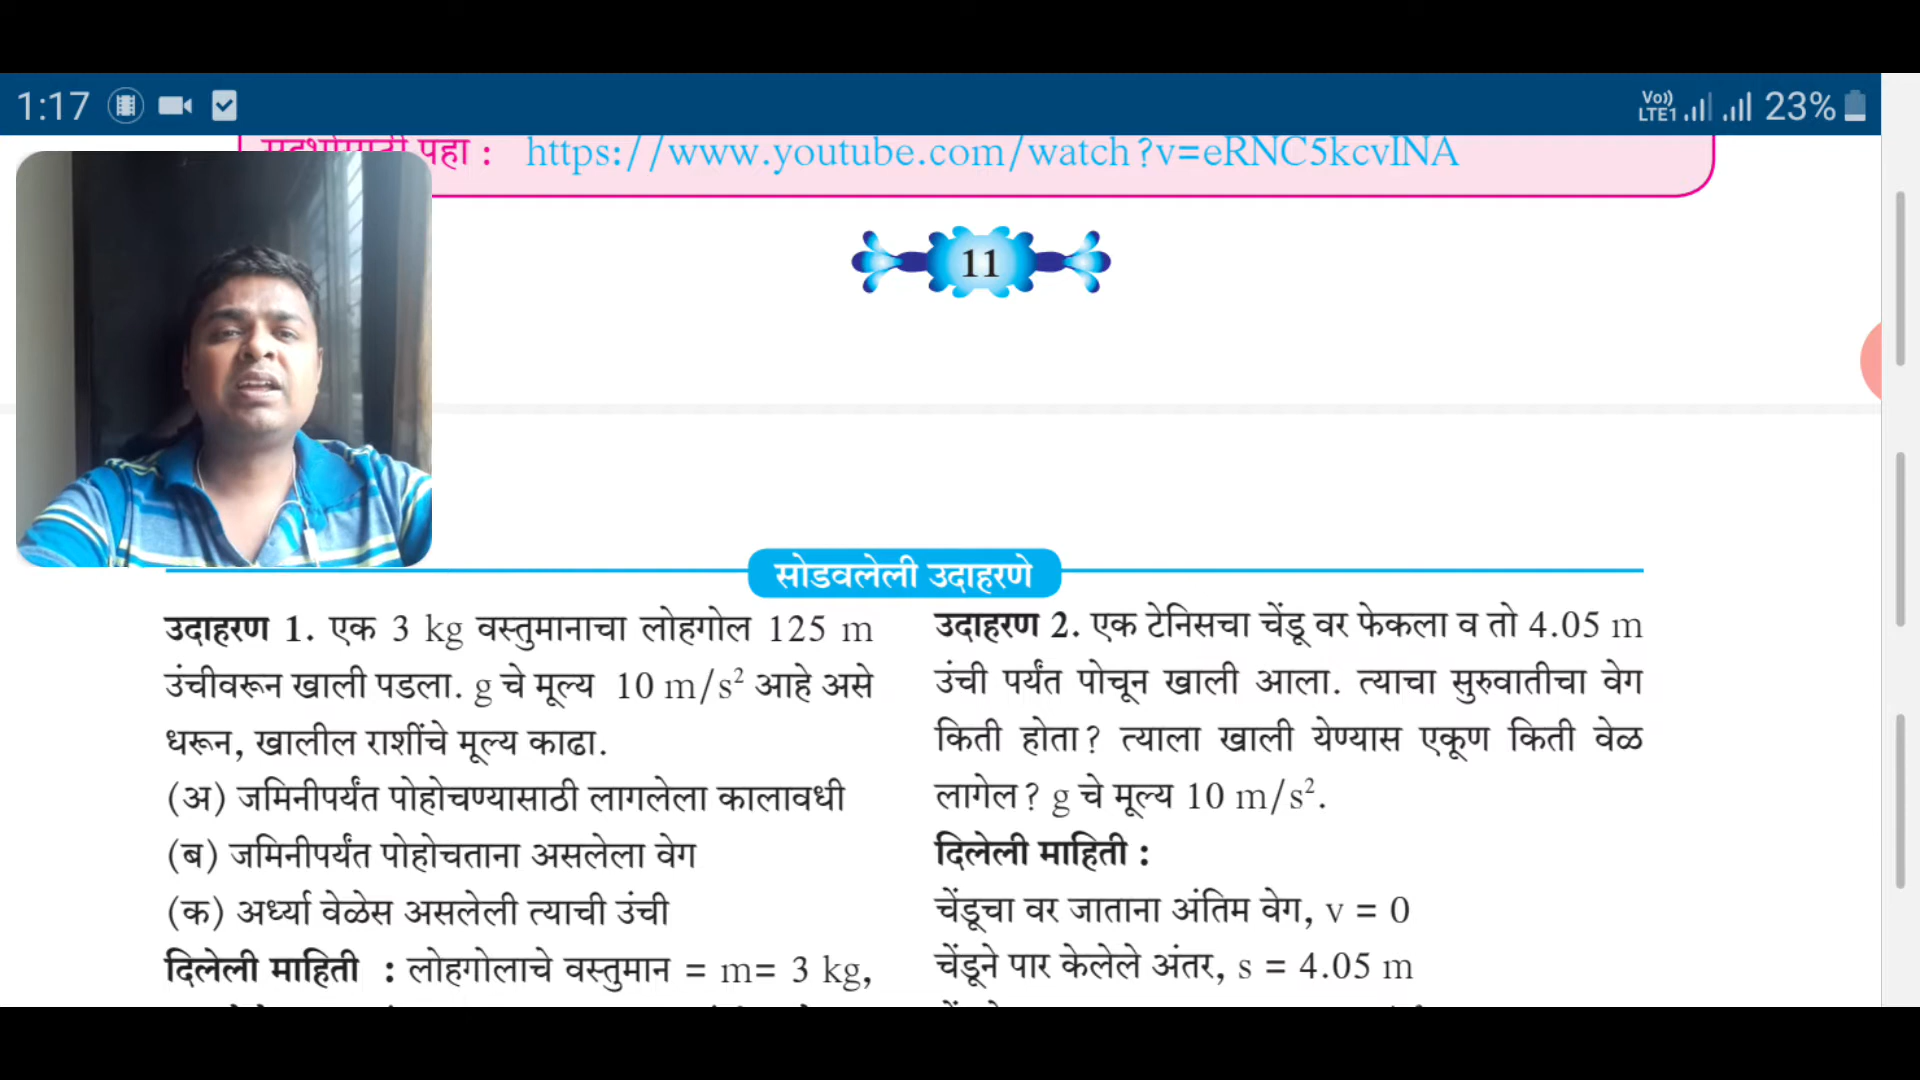 1:17
Vo))
LTE1
23%
पहा : https://www.youtube.com/watch?v=eRNC5kcvINA
11
सोडवलेली उदाहरणे
उदाहरण 1. एक 3 kg वस्तुमानाचा लोहगोल 125 m
उंचीवरून खाली पडला. g चे मूल्य 10 m/s² आहे असे
धरून, खालील राशींचे मूल्य काढा.
(अ) जमिनीपर्यंत पोहोचण्यासाठी लागलेला कालावधी
(ब) जमिनीपर्यंत पोहोचताना असलेला वेग
(क) अर्ध्या वेळेस असलेली त्याची उंची
दिलेली माहिती : लोहगोलाचे वस्तुमान = m= 3 kg,
उदाहरण 2. एक टेनिसचा चेंडू वर फेकला व तो 4.05 m
उंची पर्यंत पोचून खाली आला. त्याचा सुरुवातीचा वेग
किती होता? त्याला खाली येण्यास एकूण किती वेळ
लागेल? g चे मूल्य 10 m/s².
दिलेली माहिती :
चेंडूचा वर जाताना अंतिम वेग, v = 0
चेंडूने पार केलेले अंतर, s = 4.05 m